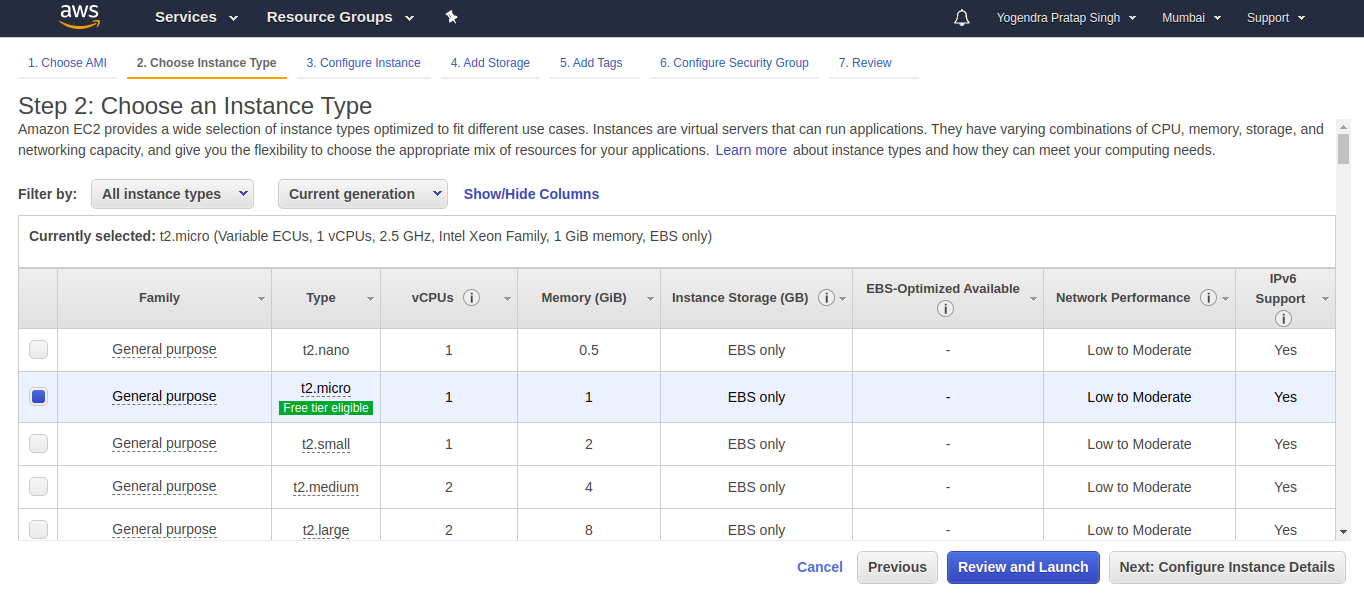 aws Services Resource Groups Yogendra Pratap Singh Mumbai Support
1. Choose AMI 2. Choose Instance Type 3. Configure Instance 4. Add Storage 5. Add Tags 6. Configure Security Group 7. Review
Step 2: Choose an Instance Type
Amazon EC2 provides a wide selection of instance types optimized to fit different use cases. Instances are virtual servers that can run applications. They have varying combinations of CPU, memory, storage, and
networking capacity, and give you the flexibility to choose the appropriate mix of resources for your applications. Learn more about instance types and how they can meet your computing needs.
Filter by: All instance types Current generation Show/Hide Columns
Currently selected: t2.micro (Variable ECUs, 1 vCPUs, 2.5 GHz, Intel Xeon Family, 1 GiB memory, EBS only)
Family Type vCPUs i Memory (GiB) Instance Storage (GB) i EBS-Optimized Available i Network Performance i IPv6 Support i
General purpose t2.nano 1 0.5 EBS only - Low to Moderate Yes
General purpose t2.micro Free tier eligible 1 1 EBS only - Low to Moderate Yes
General purpose t2.small 1 2 EBS only - Low to Moderate Yes
General purpose t2.medium 2 4 EBS only - Low to Moderate Yes
General purpose t2.large 2 8 EBS only - Low to Moderate Yes
Cancel Previous Review and Launch Next: Configure Instance Details